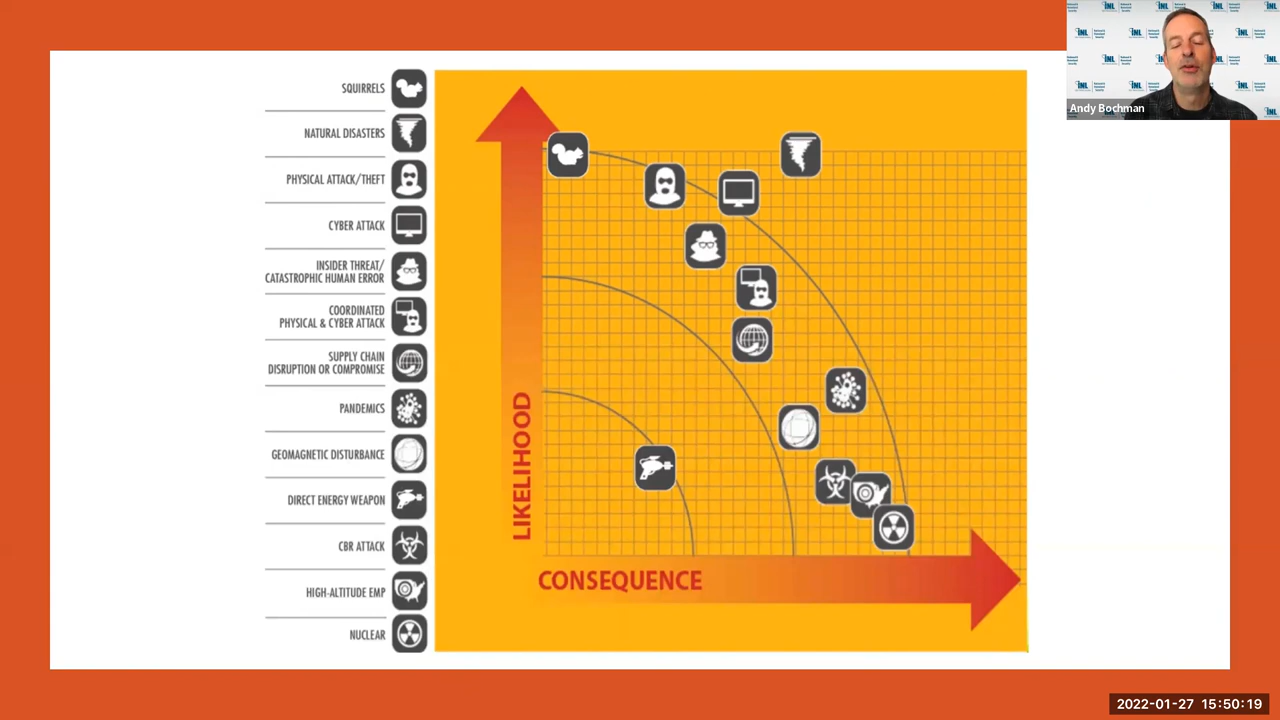 SQUIRRELS
NATURAL DISASTERS
PHYSICAL ATTACK/THEFT
CYBER ATTACK
INSIDER THREAT/
CATASTROPHIC HUMAN ERROR
COORDINATED
PHYSICAL & CYBER ATTACK
SUPPLY CHAIN
DISRUPTION OR COMPROMISE
PANDEMICS
GEOMAGNETIC DISTURBANCE
DIRECT ENERGY WEAPON
CBR ATTACK
HIGH-ALTITUDE EMP
NUCLEAR
LIKELIHOOD
CONSEQUENCE
INL
Andy Bochman
2022-01-27 15:50:19